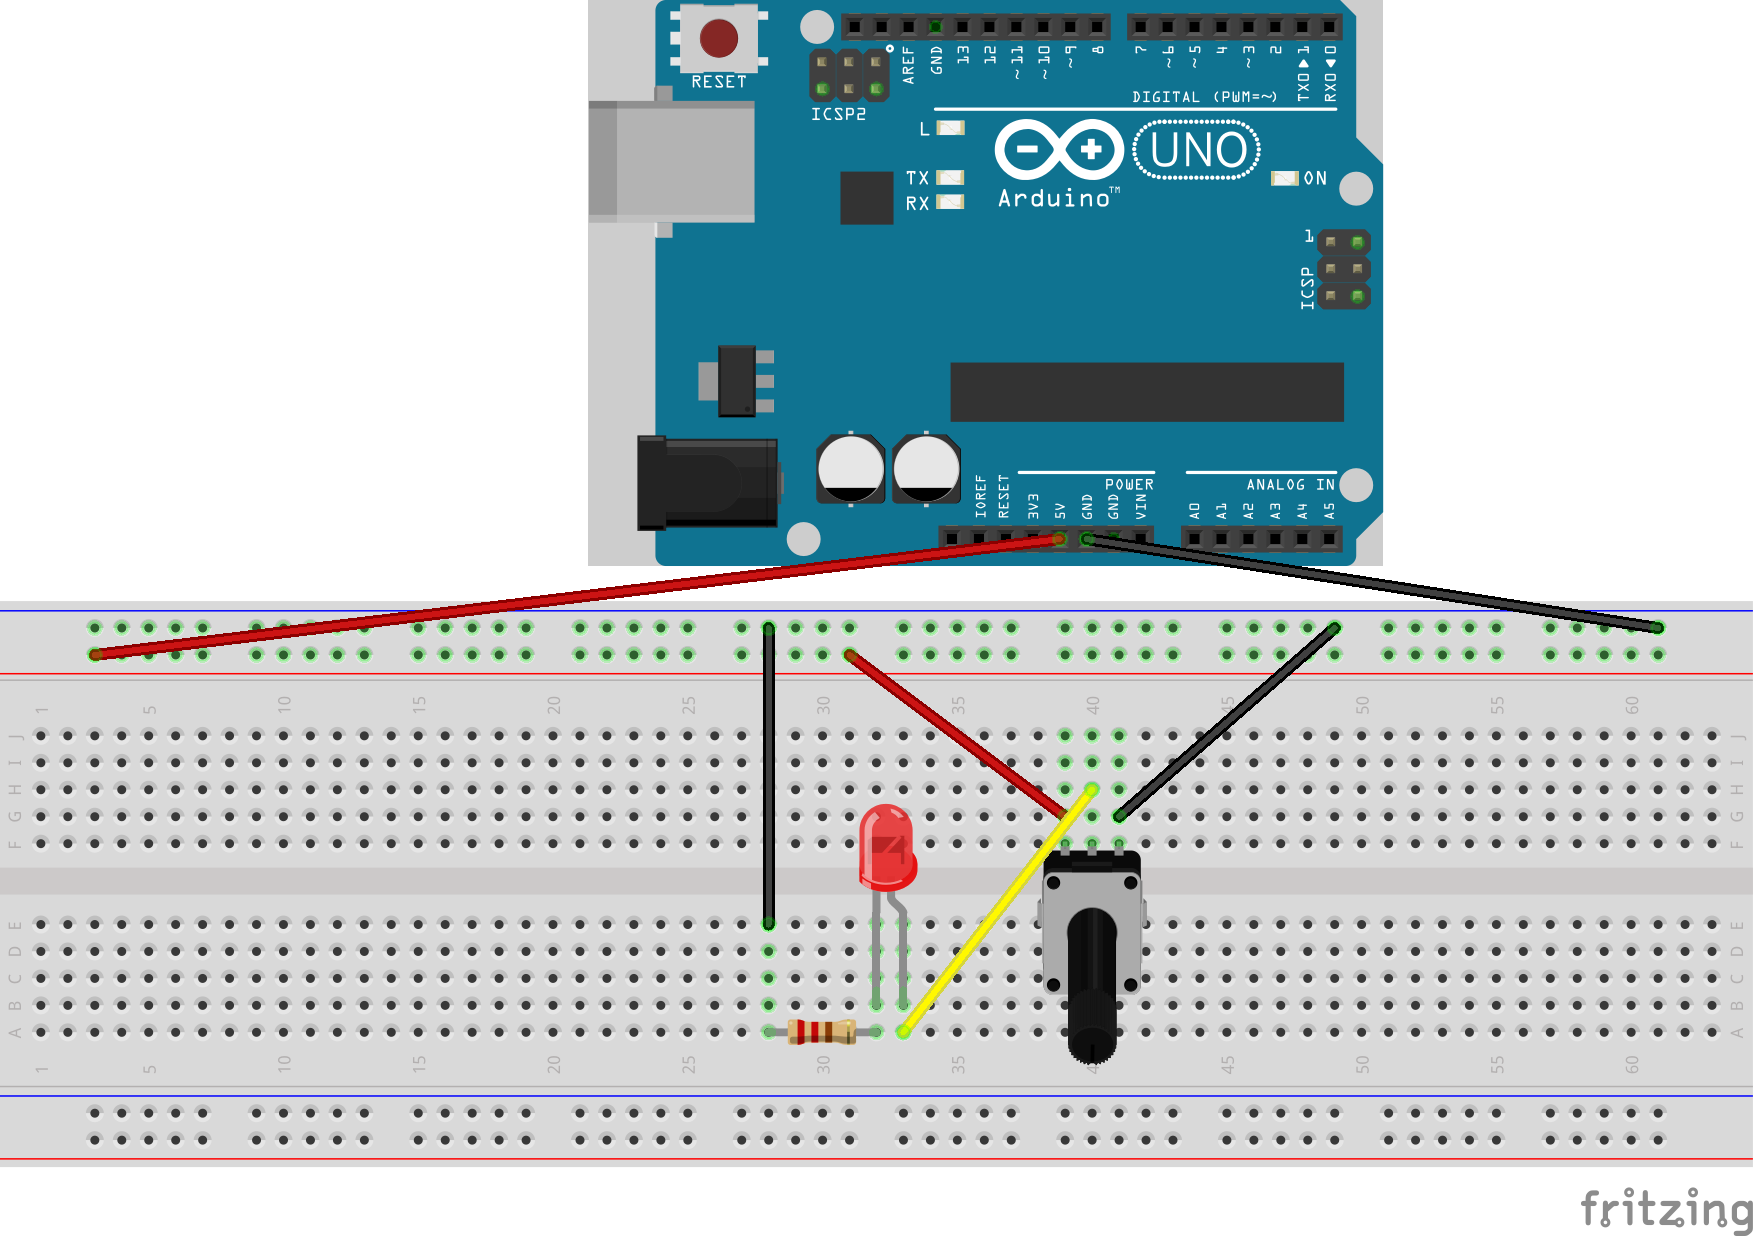 RESET
ICSP2
AREF
GND
13
12
~11
~10
~9
8
7
~6
~5
4
~3
2
TX0▶1
RX0◀0
DIGITAL (PWM=~)
L
TX
RX
UNO
Arduino™
ON
1
ICSP
IOREF
RESET
3V3
5V
GND
GND
VIN
POWER
A0
A1
A2
A3
A4
A5
ANALOG IN
1 5 10 15 20 25 30 35 40 45 50 55 60
J J
I I
H H
G G
F F
E E
D D
C C
B B
A A
1 5 10 15 20 25 30 35 40 45 50 55 60
fritzing